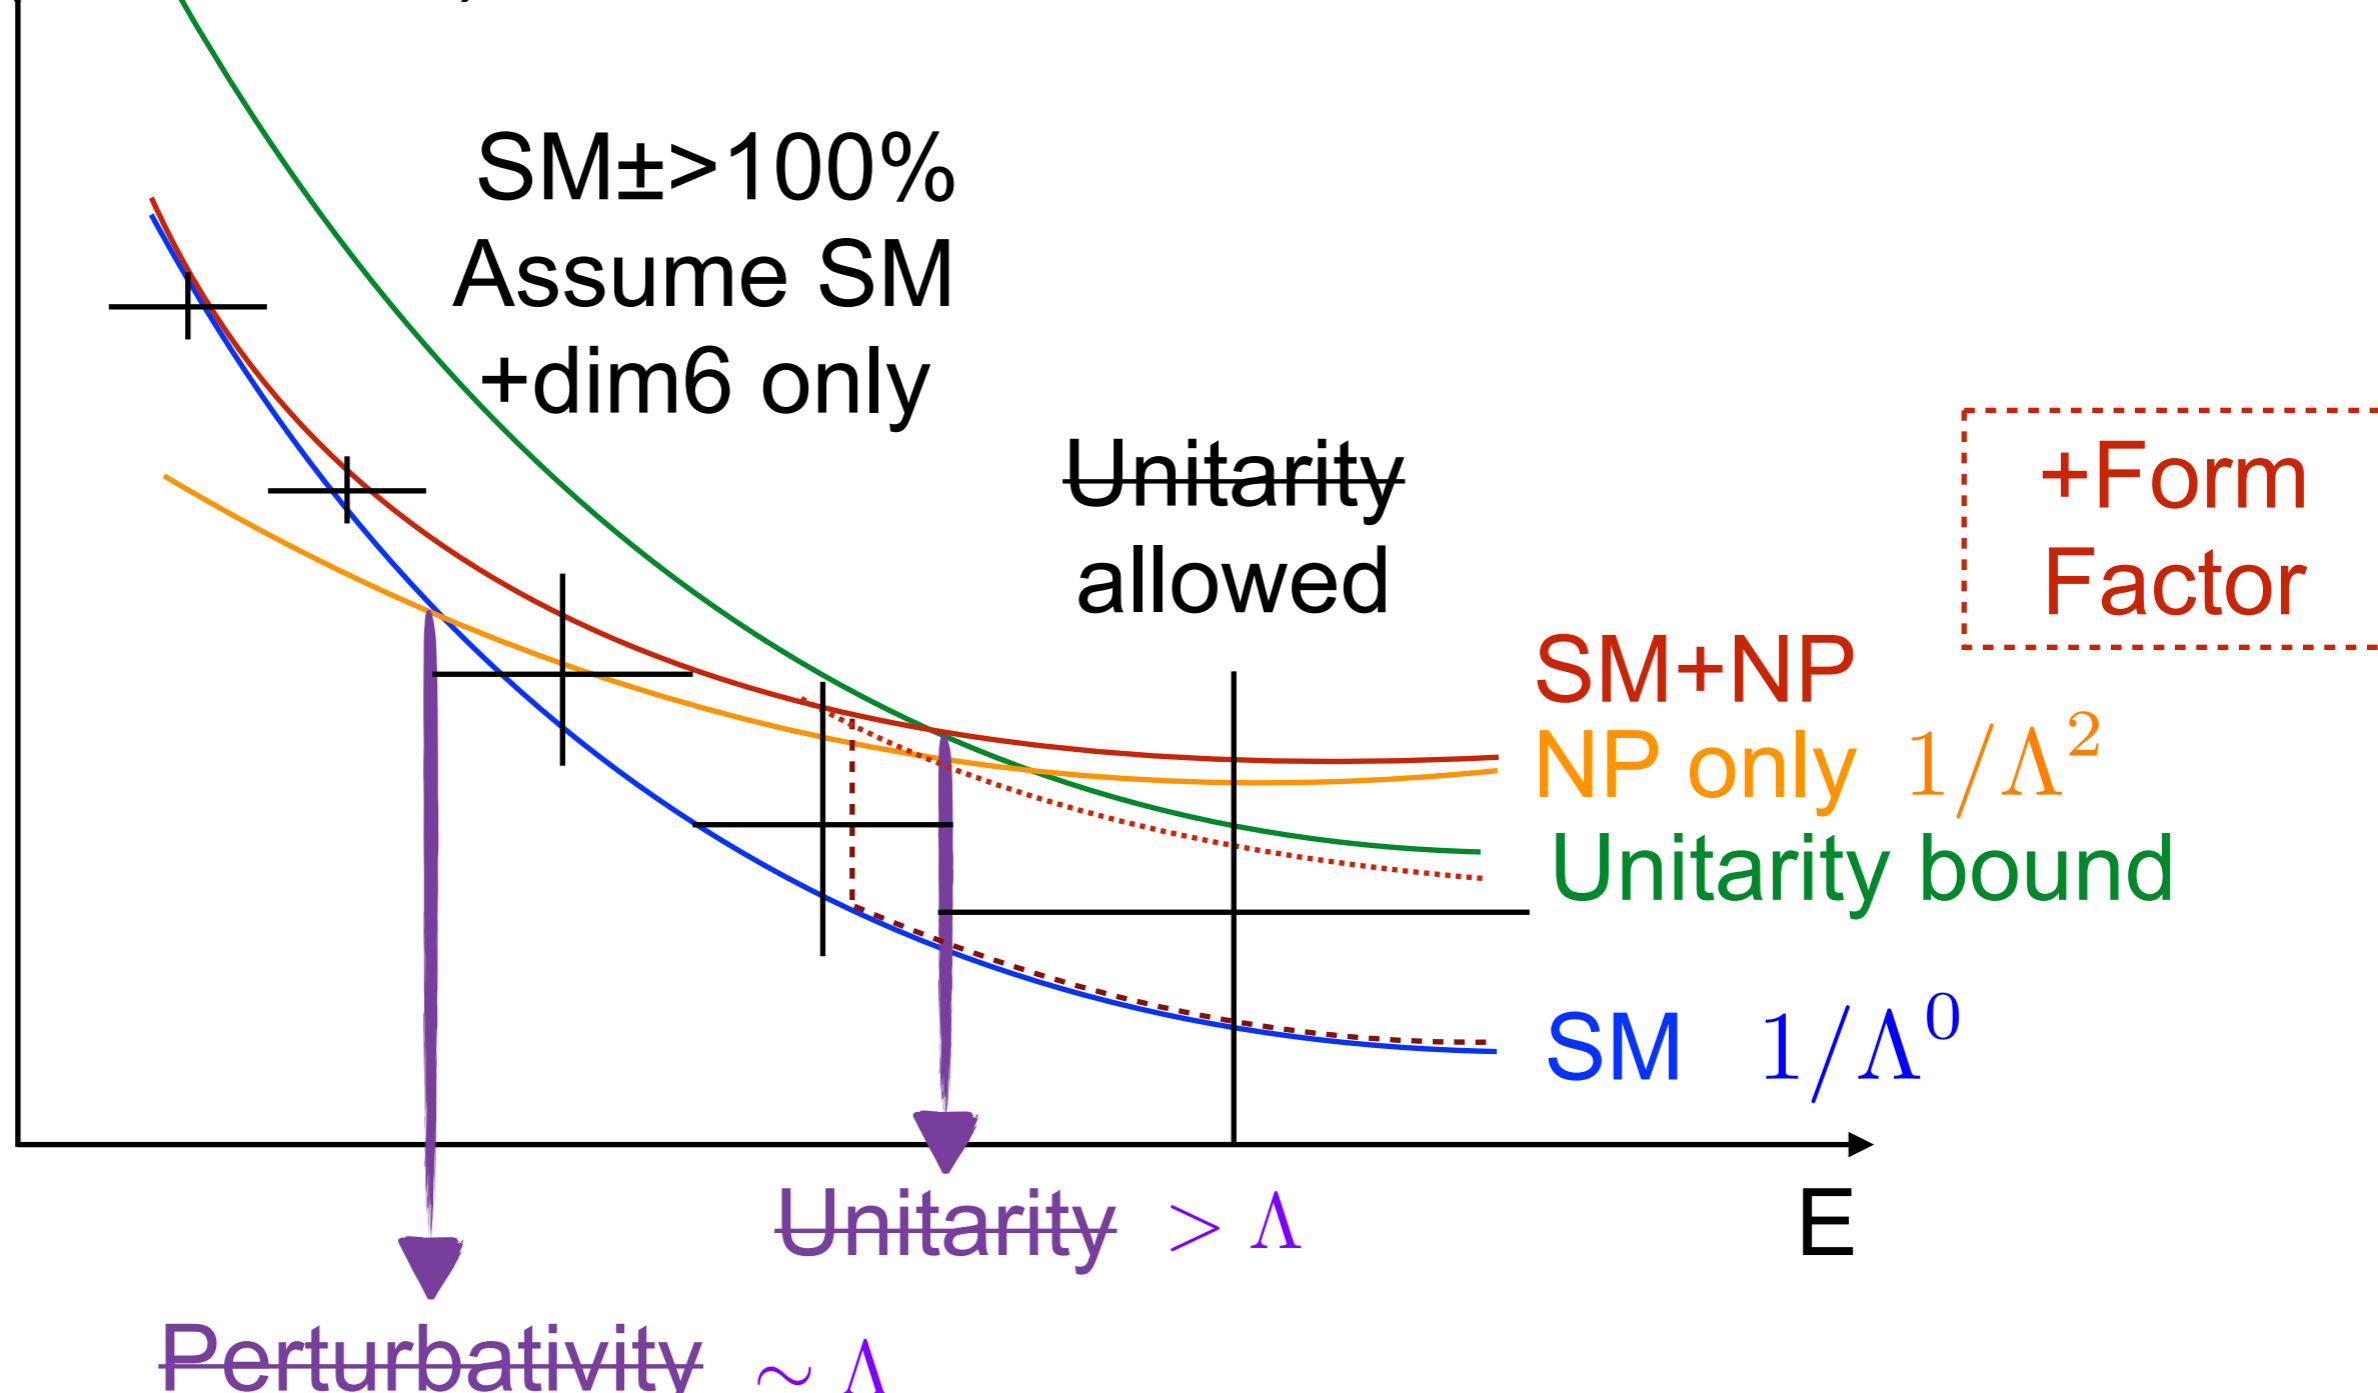 SM±>100%
Assume SM
+dim6 only
Unitarity
allowed
+Form
Factor
SM+NP
NP only 1/Λ²
Unitarity bound
SM 1/Λ⁰
Unitarity > Λ
E
Perturbativity ~ Λ